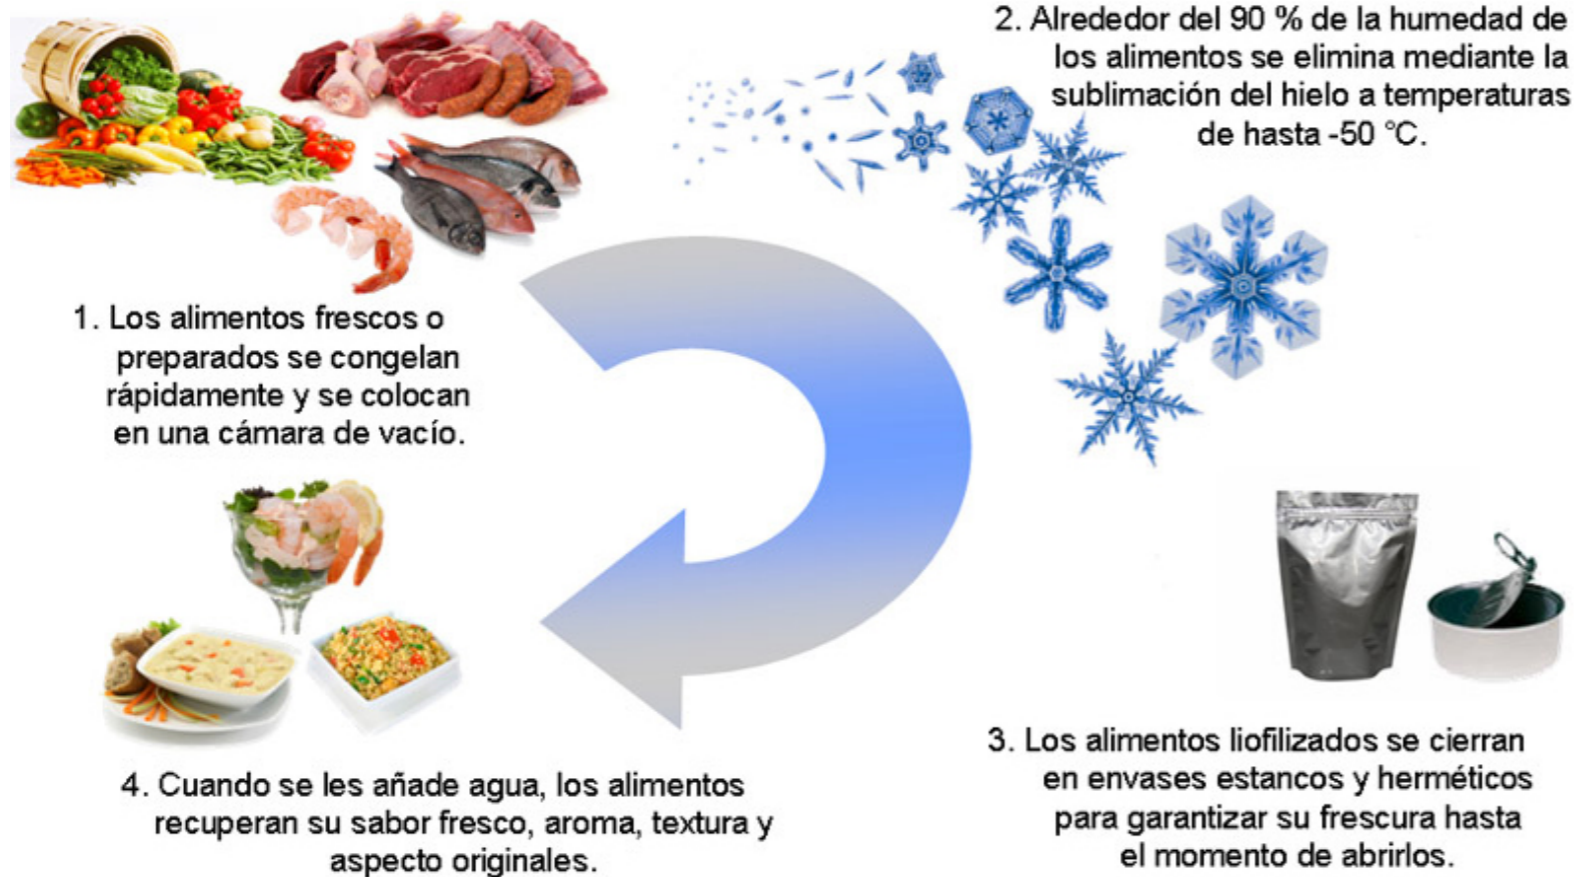 1. Los alimentos frescos o
preparados se congelan
rápidamente y se colocan
en una cámara de vacío.
2. Alrededor del 90 % de la humedad de
los alimentos se elimina mediante la
sublimación del hielo a temperaturas
de hasta -50 °C.
3. Los alimentos liofilizados se cierran
en envases estancos y herméticos
para garantizar su frescura hasta
el momento de abrirlos.
4. Cuando se les añade agua, los alimentos
recuperan su sabor fresco, aroma, textura y
aspecto originales.